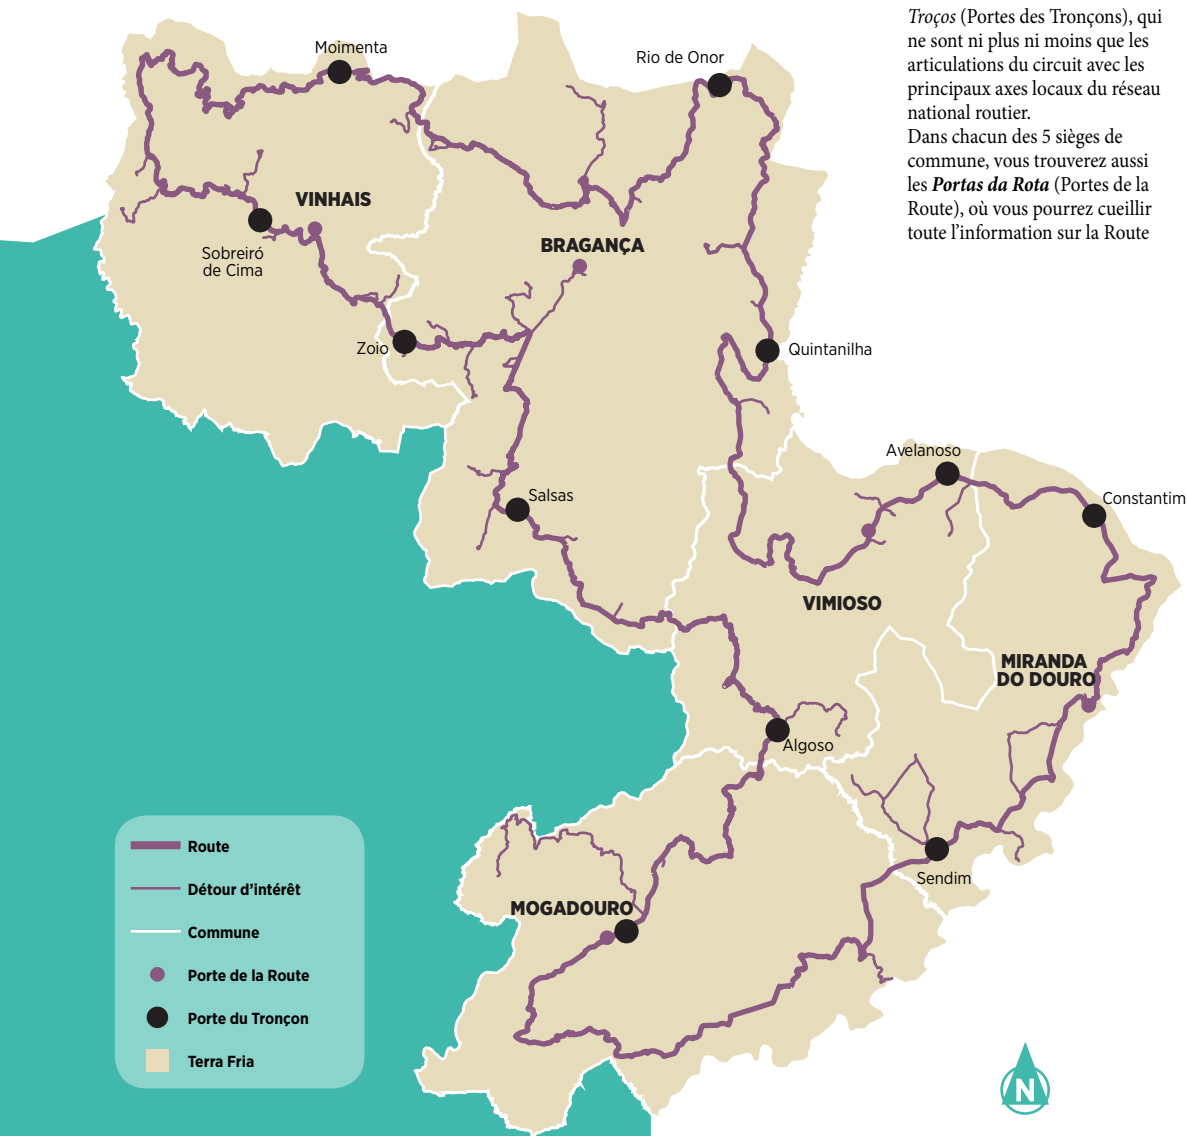 Troços (Portes des Tronçons), qui
ne sont ni plus ni moins que les
articulations du circuit avec les
principaux axes locaux du réseau
national routier.
Dans chacun des 5 sièges de
commune, vous trouverez aussi
les Portas da Rota (Portes de la
Route), où vous pourrez cueillir
toute l'information sur la Route
Moimenta
Rio de Onor
VINHAIS
Sobreiró
de Cima
BRAGANÇA
Zoio
Quintanilha
Avelanoso
Salsas
Constantim
VIMIOSO
MIRANDA
DO DOURO
Algoso
Sendim
MOGADOURO
Route
Détour d'intérêt
Commune
Porte de la Route
Porte du Tronçon
Terra Fria
N